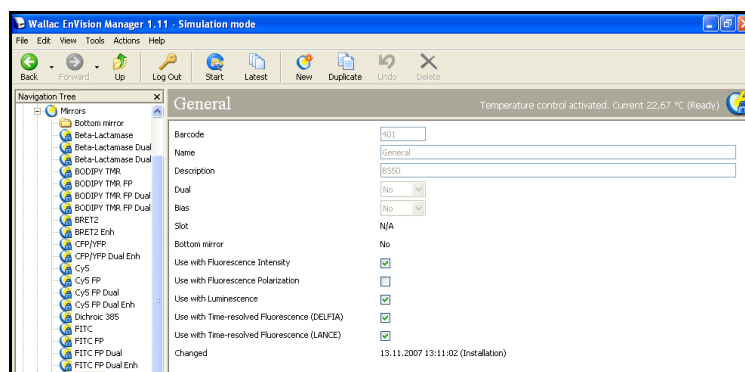 Wallac EnVision Manager 1.11 - Simulation mode
File Edit View Tools Actions Help
Back Forward Up Log Out Start Latest New Duplicate Undo Delete
Navigation Tree x
General
Temperature control activated. Current 22,67 °C (Ready)
Mirrors
Bottom mirror
Beta-Lactamase
Beta-Lactamase Dual
Beta-Lactamase Dual
BODIPY TMR
BODIPY TMR FP
BODIPY TMR FP Dual
BODIPY TMR FP Dual
BRET2
BRET2 Enh
CFP/YFP
CFP/YFP Dual Enh
Cy5
Cy5 FP
Cy5 FP Dual
Cy5 FP Dual Enh
Dichroic 385
FITC
FITC FP
FITC FP Dual
FITC FP Dual Enh
Barcode 401
Name General
Description BS50
Dual No
Bias No
Slot N/A
Bottom mirror No
Use with Fluorescence Intensity
Use with Fluorescence Polarization
Use with Luminescence
Use with Time-resolved Fluorescence (DELFIA)
Use with Time-resolved Fluorescence (LANCE)
Changed 13.11.2007 13:11:02 (Installation)